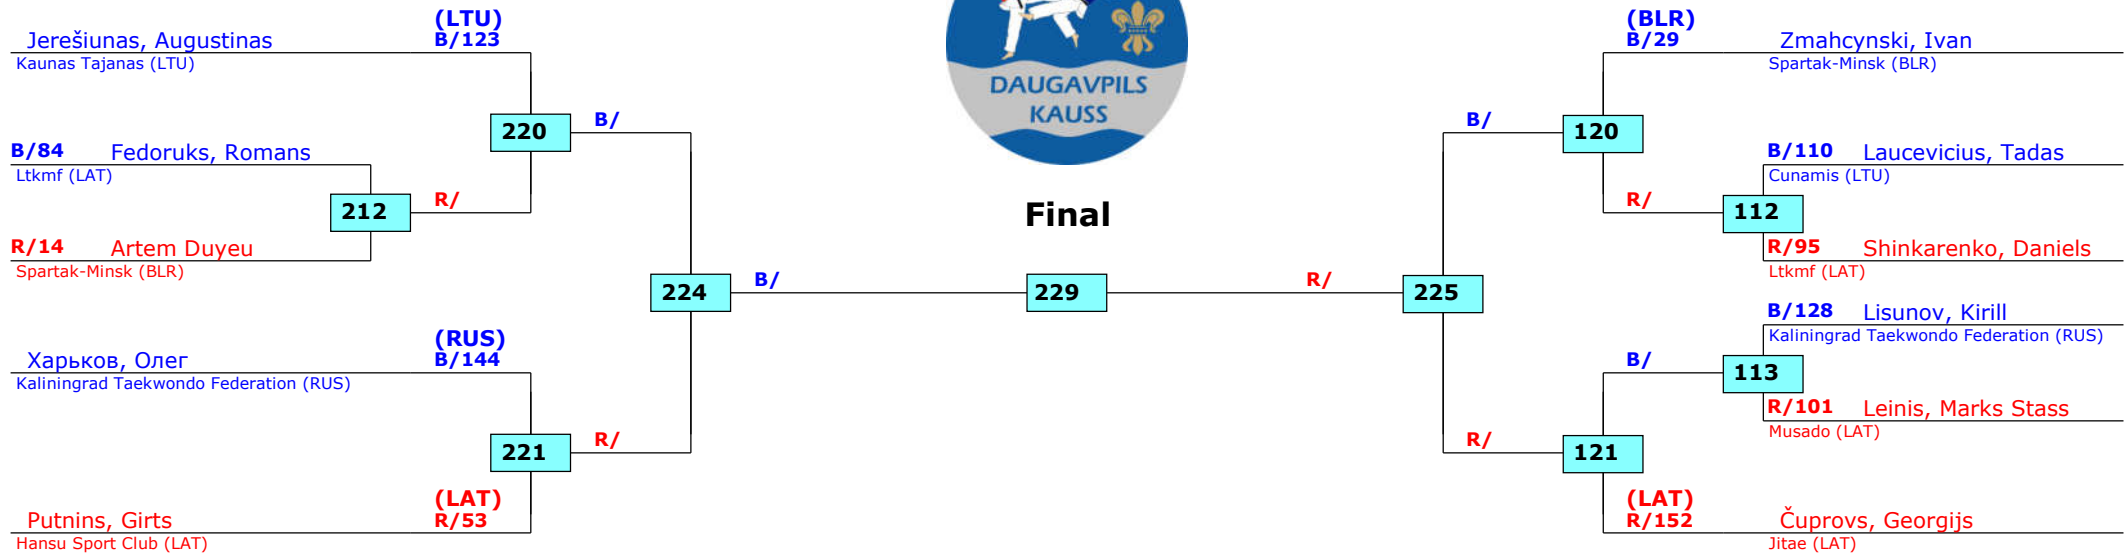 (LTU)
Jerešiunas, Augustinas B/123
Kaunas Tajanas (LTU)
220 B/
B/84 Fedoruks, Romans
Ltkmf (LAT)
212 R/
R/14 Artem Duyeu
Spartak-Minsk (BLR)
224 B/
(RUS)
Харьков, Олег B/144
Kaliningrad Taekwondo Federation (RUS)
221 R/
(LAT)
Putnins, Girts R/53
Hansu Sport Club (LAT)
DAUGAVPILS
KAUSS
Final
229
(BLR)
B/29 Zmahcynski, Ivan
Spartak-Minsk (BLR)
B/ 120
B/110 Laucevicius, Tadas
Cunamis (LTU)
R/ 112
R/95 Shinkarenko, Daniels
Ltkmf (LAT)
R/ 225
B/128 Lisunov, Kirill
Kaliningrad Taekwondo Federation (RUS)
B/ 113
R/101 Leinis, Marks Stass
Musado (LAT)
R/ 121
(LAT)
R/152 Čuprovs, Georgijs
Jitae (LAT)